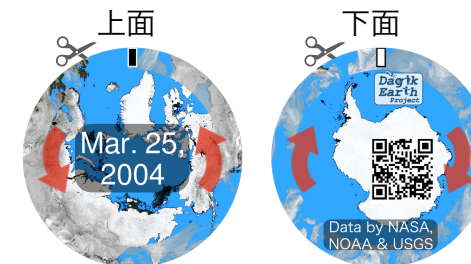 上面
下面
Mar. 25,
2004
Dagik
Earth
Project
Data by NASA,
NOAA & USGS